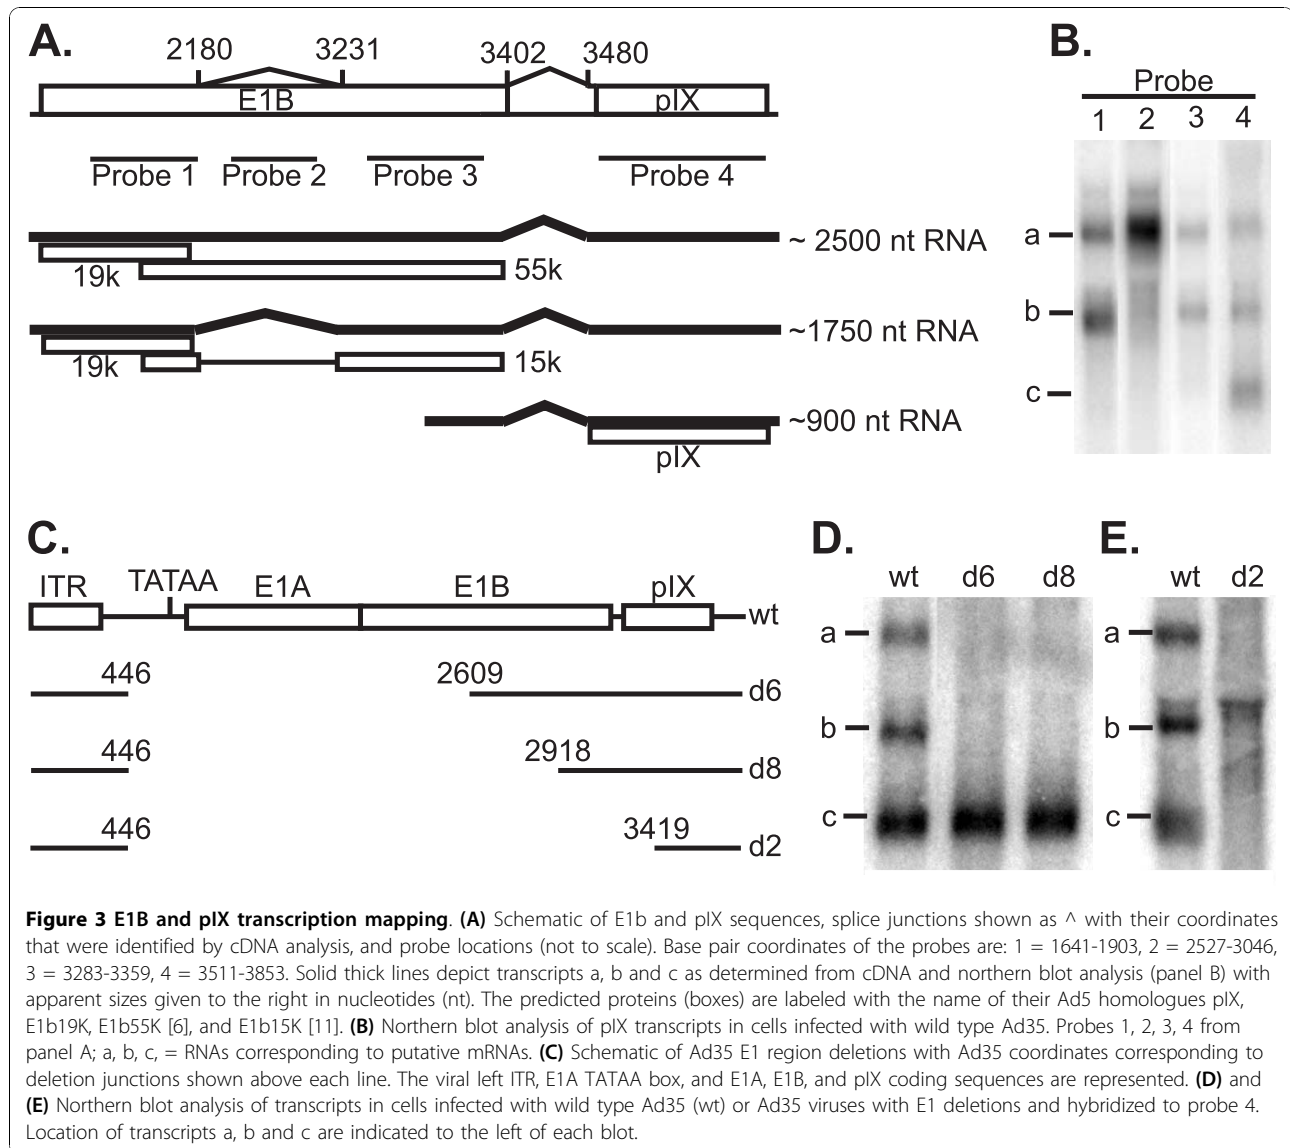 A.
2180 3231 3402 3480
E1B pIX
Probe 1 Probe 2 Probe 3 Probe 4
~ 2500 nt RNA
19k 55k
~1750 nt RNA
19k 15k
~900 nt RNA
pIX
B.
Probe
1 2 3 4
a
b
c
C.
ITR TATAA E1A E1B pIX
wt
446 2609
d6
446 2918
d8
446 3419
d2
D.
wt d6 d8
a
b
c
E.
wt d2
a
b
c
Figure 3 E1B and pIX transcription mapping. (A) Schematic of E1b and pIX sequences, splice junctions shown as ^ with their coordinates
that were identified by cDNA analysis, and probe locations (not to scale). Base pair coordinates of the probes are: 1 = 1641-1903, 2 = 2527-3046,
3 = 3283-3359, 4 = 3511-3853. Solid thick lines depict transcripts a, b and c as determined from cDNA and northern blot analysis (panel B) with
apparent sizes given to the right in nucleotides (nt). The predicted proteins (boxes) are labeled with the name of their Ad5 homologues pIX,
E1b19K, E1b55K [6], and E1b15K [11]. (B) Northern blot analysis of pIX transcripts in cells infected with wild type Ad35. Probes 1, 2, 3, 4 from
panel A; a, b, c, = RNAs corresponding to putative mRNAs. (C) Schematic of Ad35 E1 region deletions with Ad35 coordinates corresponding to
deletion junctions shown above each line. The viral left ITR, E1A TATAA box, and E1A, E1B, and pIX coding sequences are represented. (D) and
(E) Northern blot analysis of transcripts in cells infected with wild type Ad35 (wt) or Ad35 viruses with E1 deletions and hybridized to probe 4.
Location of transcripts a, b and c are indicated to the left of each blot.